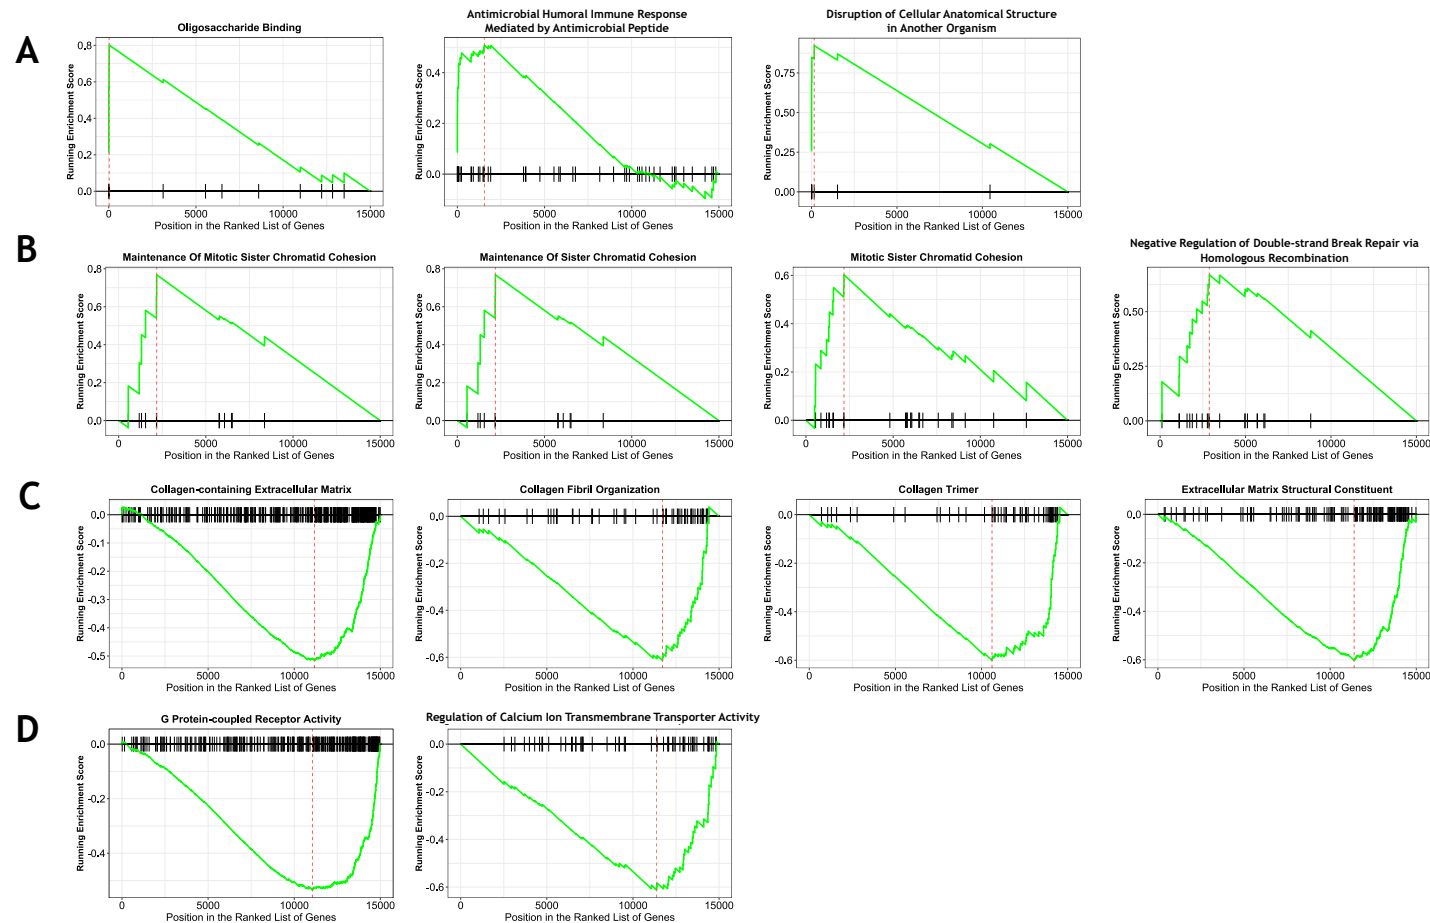 A
Oligosaccharide Binding
Running Enrichment Score
0.8
0.6
0.4
0.2
0.0
0
5000
10000
15000
Position in the Ranked List of Genes
Antimicrobial Humoral Immune Response
Mediated by Antimicrobial Peptide
Running Enrichment Score
0.4
0.2
0.0
0
5000
10000
15000
Position in the Ranked List of Genes
Disruption of Cellular Anatomical Structure
in Another Organism
Running Enrichment Score
0.75
0.50
0.25
0.00
0
5000
10000
15000
Position in the Ranked List of Genes
B
Maintenance Of Mitotic Sister Chromatid Cohesion
Running Enrichment Score
0.8
0.6
0.4
0.2
0.0
0
5000
10000
15000
Position in the Ranked List of Genes
Maintenance Of Sister Chromatid Cohesion
Running Enrichment Score
0.8
0.6
0.4
0.2
0.0
0
5000
10000
15000
Position in the Ranked List of Genes
Mitotic Sister Chromatid Cohesion
Running Enrichment Score
0.6
0.4
0.2
0.0
0
5000
10000
15000
Position in the Ranked List of Genes
Negative Regulation of Double-strand Break Repair via
Homologous Recombination
Running Enrichment Score
0.50
0.25
0.00
0
5000
10000
15000
Position in the Ranked List of Genes
C
Collagen-containing Extracellular Matrix
Running Enrichment Score
0.0
-0.1
-0.2
-0.3
-0.4
-0.5
0
5000
10000
15000
Position in the Ranked List of Genes
Collagen Fibril Organization
Running Enrichment Score
0.0
-0.2
-0.4
-0.6
0
5000
10000
15000
Position in the Ranked List of Genes
Collagen Trimer
Running Enrichment Score
0.0
-0.2
-0.4
-0.6
0
5000
10000
15000
Position in the Ranked List of Genes
Extracellular Matrix Structural Constituent
Running Enrichment Score
0.0
-0.2
-0.4
-0.6
0
5000
10000
15000
Position in the Ranked List of Genes
D
G Protein-coupled Receptor Activity
Running Enrichment Score
0.0
-0.2
-0.4
0
5000
10000
15000
Position in the Ranked List of Genes
Regulation of Calcium Ion Transmembrane Transporter Activity
Running Enrichment Score
0.0
-0.2
-0.4
-0.6
0
5000
10000
15000
Position in the Ranked List of Genes